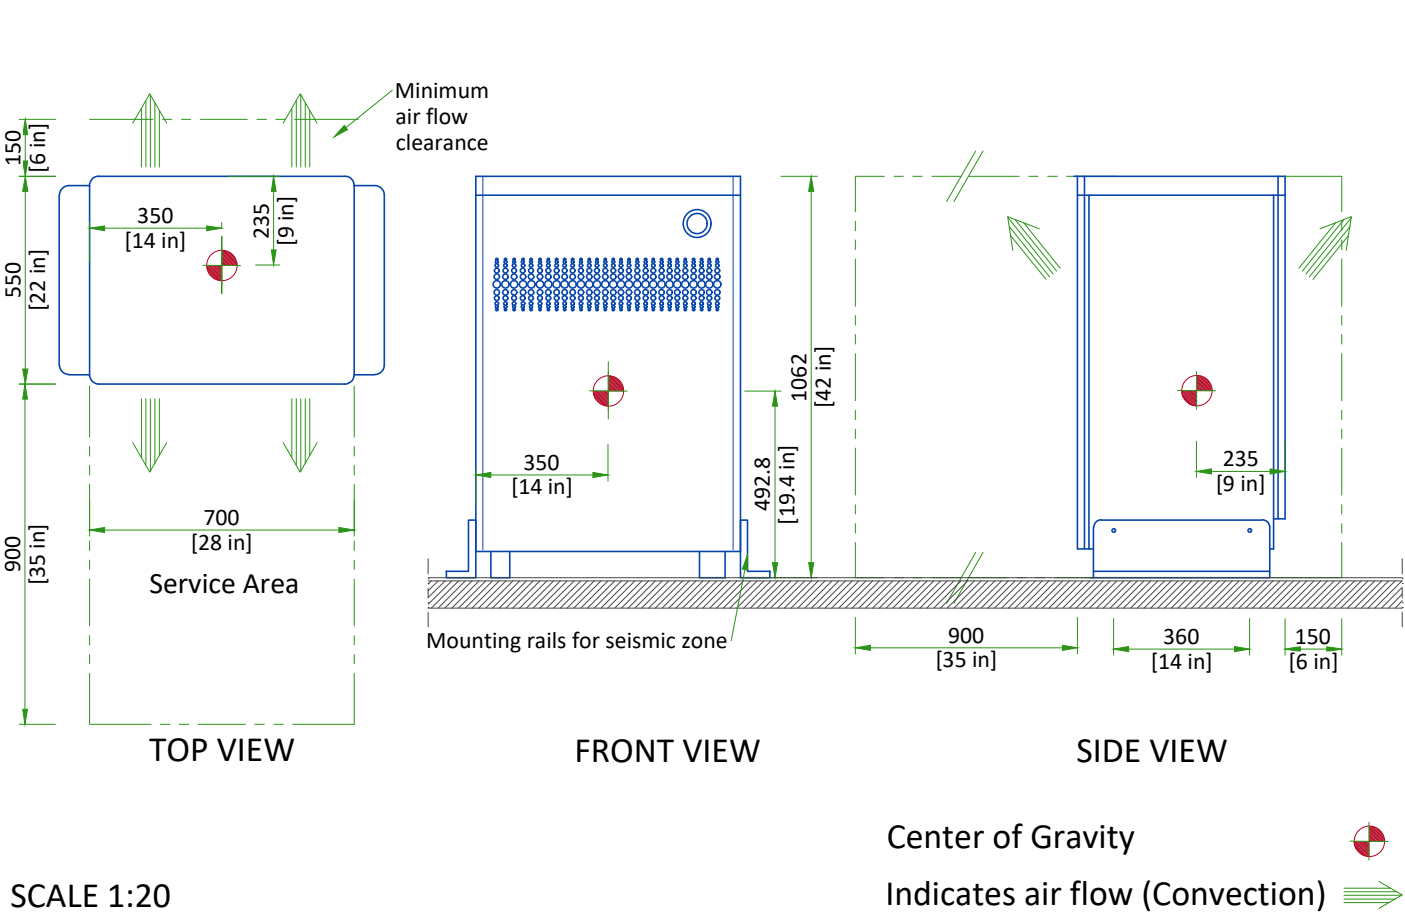 Minimum
air flow
clearance
150
[6 in]
350
[14 in]
235
[9 in]
550
[22 in]
700
[28 in]
900
[35 in]
Service Area
TOP VIEW
350
[14 in]
492.8
[19.4 in]
1062
[42 in]
Mounting rails for seismic zone
FRONT VIEW
235
[9 in]
900
[35 in]
360
[14 in]
150
[6 in]
SIDE VIEW
Center of Gravity
Indicates air flow (Convection)
SCALE 1:20